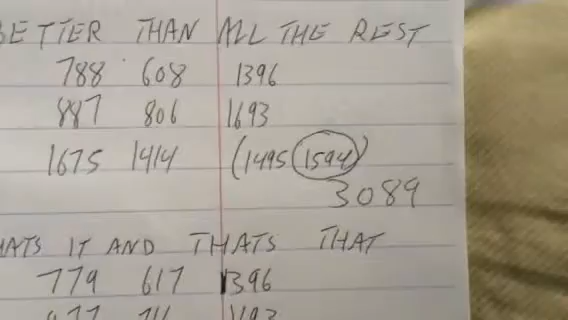 BETTER THAN ALL THE REST
788 608 1396
887 806 1693
1675 1414 (1495 1594)
3089
HATS IT AND THATS THAT
779 617 1396